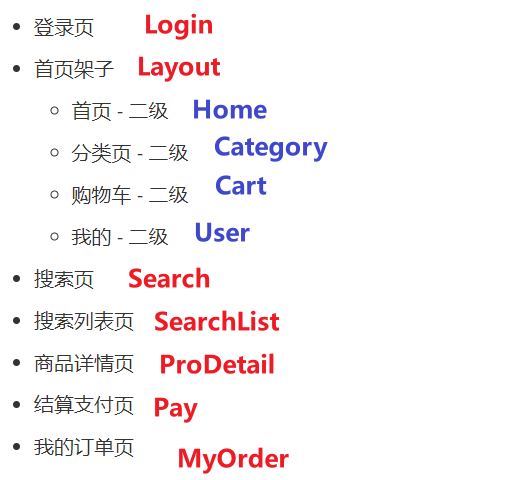 登录页 Login
首页架子 Layout
首页 - 二级 Home
分类页 - 二级 Category
购物车 - 二级 Cart
我的 - 二级 User
搜索页 Search
搜索列表页 SearchList
商品详情页 ProDetail
结算支付页 Pay
我的订单页 MyOrder